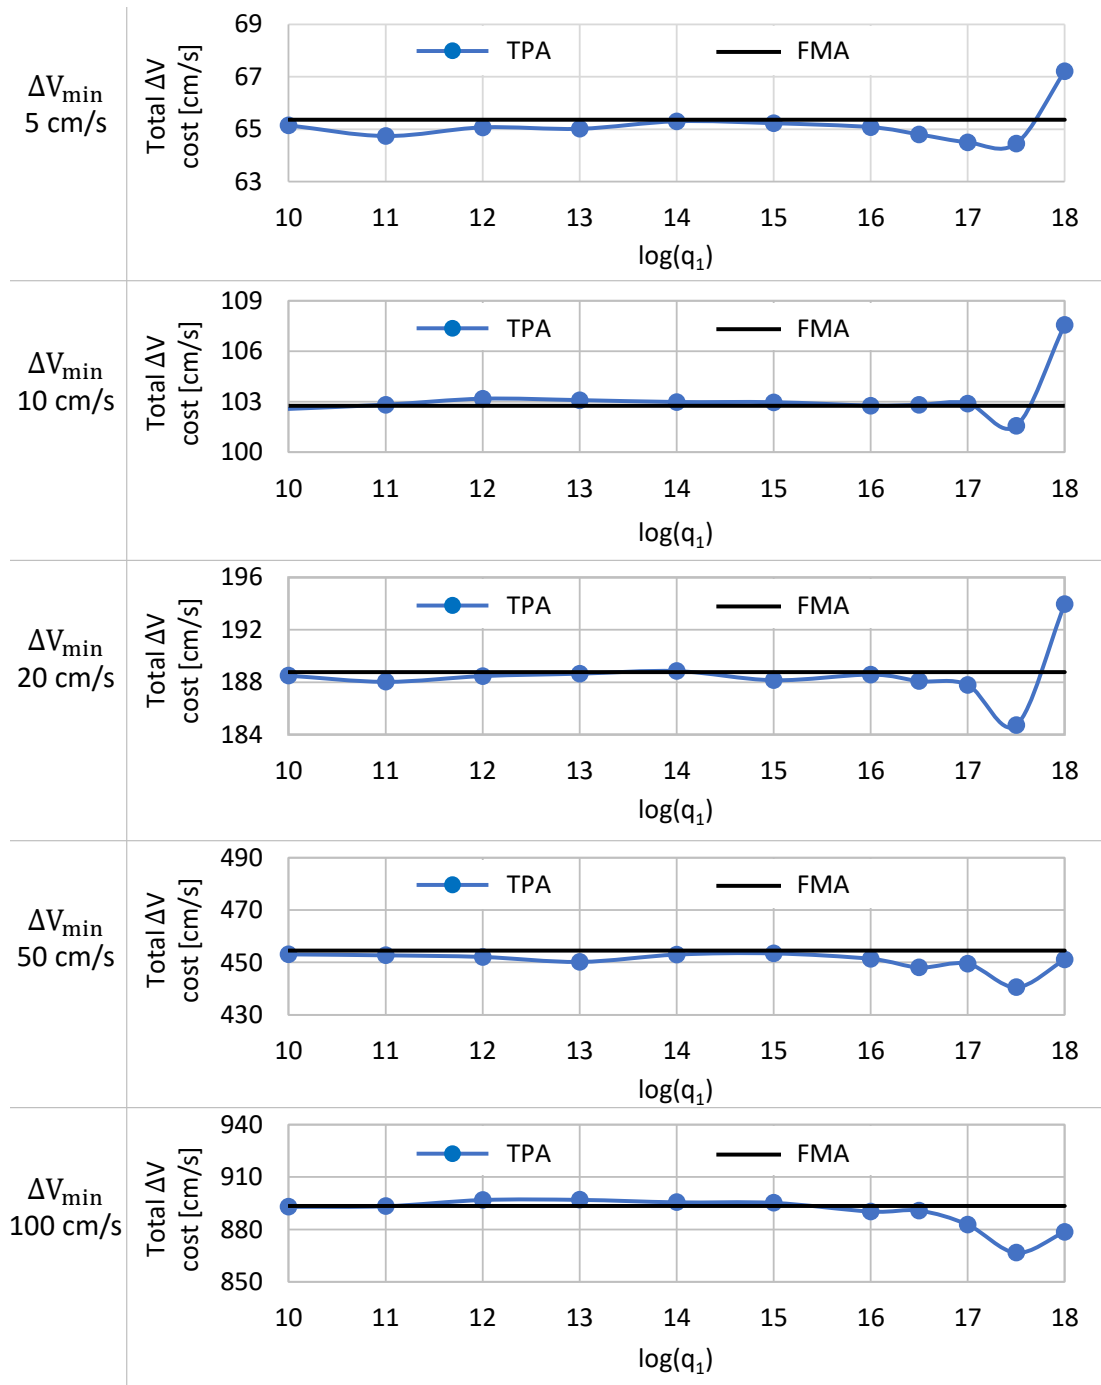 ΔVmin
5 cm/s
Total ΔV
cost [cm/s]
69
67
65
63
TPA
FMA
10 11 12 13 14 15 16 17 18
log(q1)
ΔVmin
10 cm/s
Total ΔV
cost [cm/s]
109
106
103
100
TPA
FMA
10 11 12 13 14 15 16 17 18
log(q1)
ΔVmin
20 cm/s
Total ΔV
cost [cm/s]
196
192
188
184
TPA
FMA
10 11 12 13 14 15 16 17 18
log(q1)
ΔVmin
50 cm/s
Total ΔV
cost [cm/s]
490
470
450
430
TPA
FMA
10 11 12 13 14 15 16 17 18
log(q1)
ΔVmin
100 cm/s
Total ΔV
cost [cm/s]
940
910
880
850
TPA
FMA
10 11 12 13 14 15 16 17 18
log(q1)